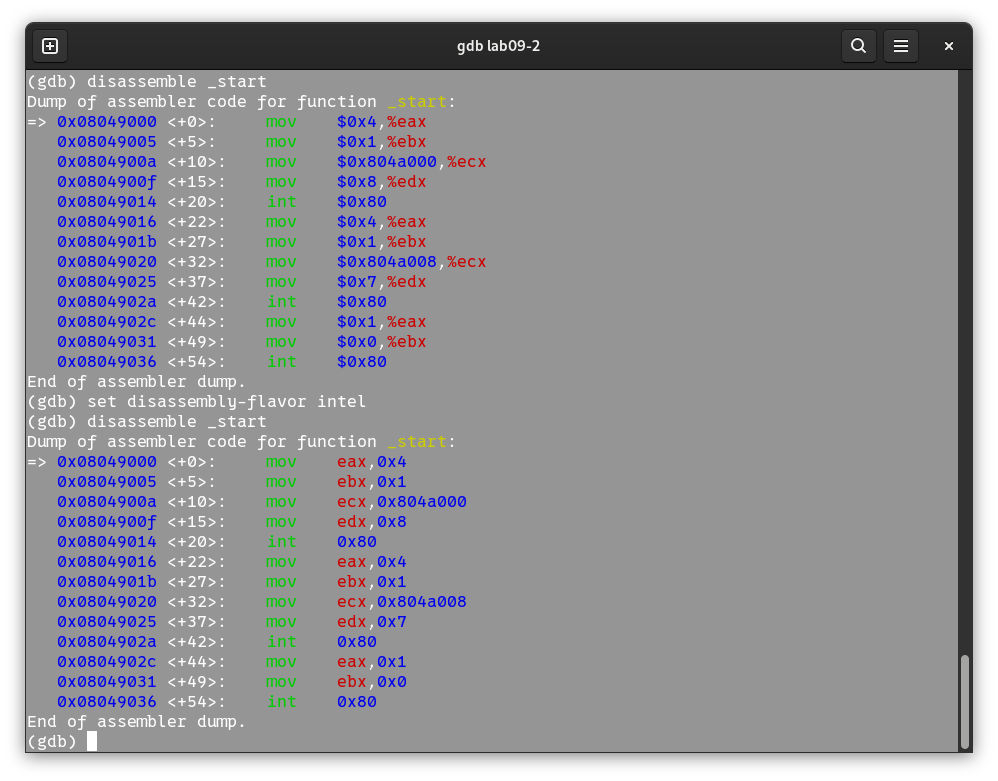 gdb lab09-2
(gdb) disassemble _start
Dump of assembler code for function _start:
=> 0x08049000 <+0>:     mov    $0x4,%eax
   0x08049005 <+5>:     mov    $0x1,%ebx
   0x0804900a <+10>:    mov    $0x804a000,%ecx
   0x0804900f <+15>:    mov    $0x8,%edx
   0x08049014 <+20>:    int    $0x80
   0x08049016 <+22>:    mov    $0x4,%eax
   0x0804901b <+27>:    mov    $0x1,%ebx
   0x08049020 <+32>:    mov    $0x804a008,%ecx
   0x08049025 <+37>:    mov    $0x7,%edx
   0x0804902a <+42>:    int    $0x80
   0x0804902c <+44>:    mov    $0x1,%eax
   0x08049031 <+49>:    mov    $0x0,%ebx
   0x08049036 <+54>:    int    $0x80
End of assembler dump.
(gdb) set disassembly-flavor intel
(gdb) disassemble _start
Dump of assembler code for function _start:
=> 0x08049000 <+0>:     mov    eax,0x4
   0x08049005 <+5>:     mov    ebx,0x1
   0x0804900a <+10>:    mov    ecx,0x804a000
   0x0804900f <+15>:    mov    edx,0x8
   0x08049014 <+20>:    int    0x80
   0x08049016 <+22>:    mov    eax,0x4
   0x0804901b <+27>:    mov    ebx,0x1
   0x08049020 <+32>:    mov    ecx,0x804a008
   0x08049025 <+37>:    mov    edx,0x7
   0x0804902a <+42>:    int    0x80
   0x0804902c <+44>:    mov    eax,0x1
   0x08049031 <+49>:    mov    ebx,0x0
   0x08049036 <+54>:    int    0x80
End of assembler dump.
(gdb)